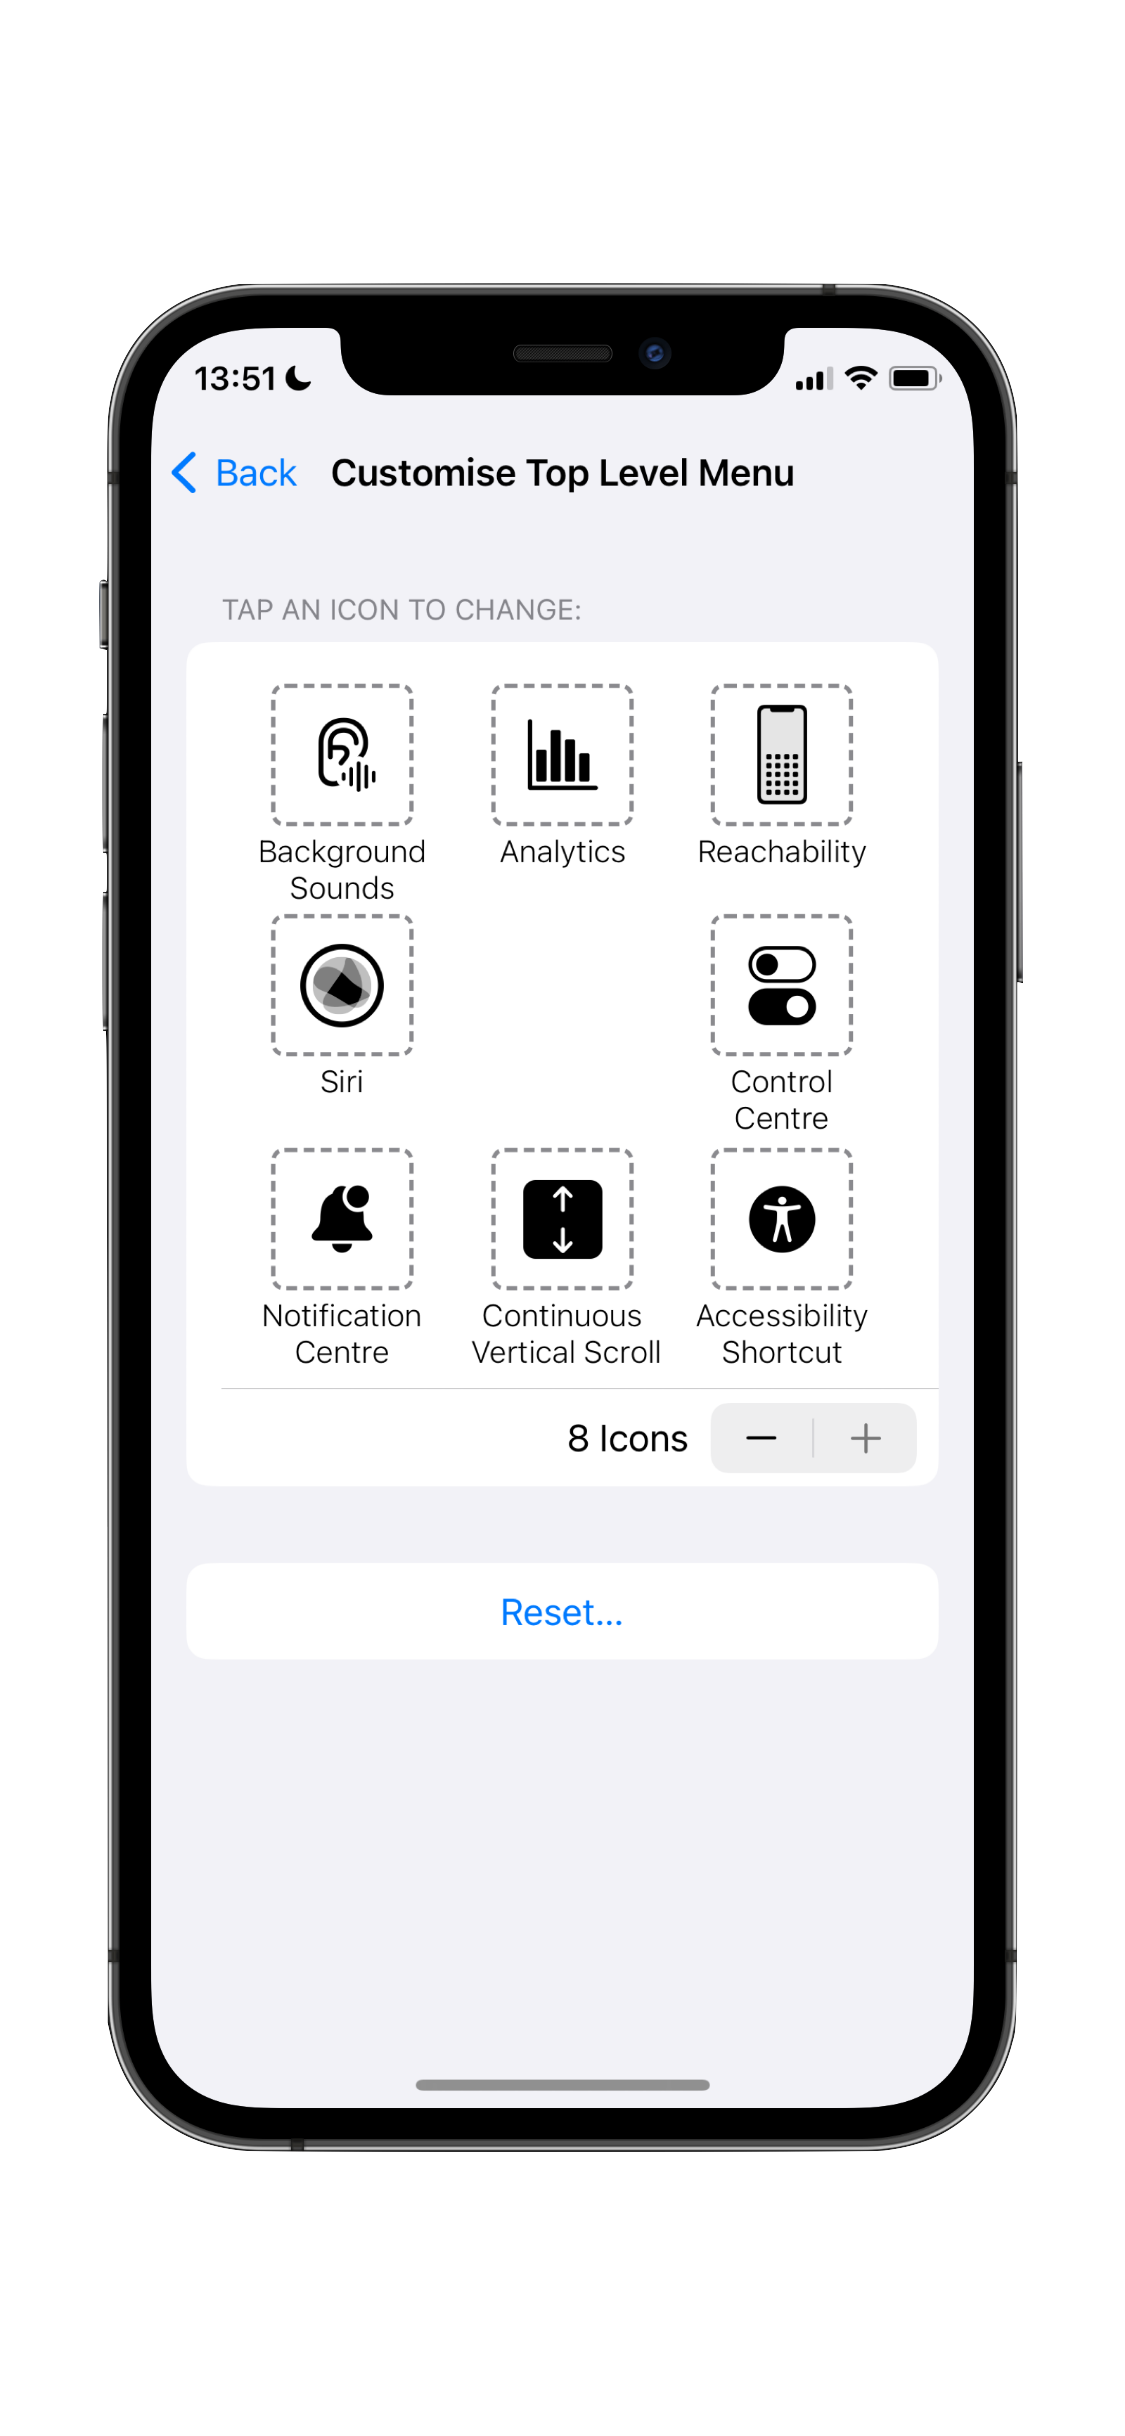 13:51
Back Customise Top Level Menu
TAP AN ICON TO CHANGE:
Background
Sounds
Analytics
Reachability
Siri
Control
Centre
Notification
Centre
Continuous
Vertical Scroll
Accessibility
Shortcut
8 Icons
Reset...